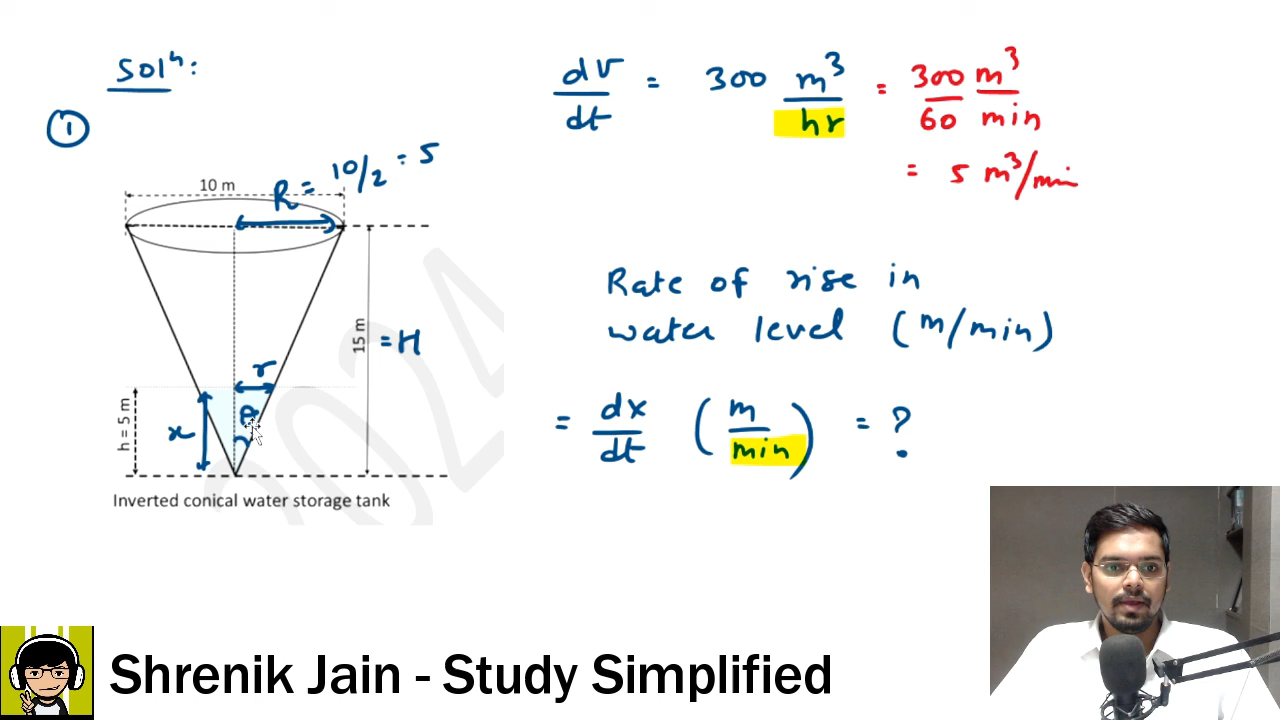 Solⁿ:
①
10 m
R = 10/2 = 5
15 m
= H
r
θ
x
h = 5 m
Inverted conical water storage tank
2024
dv/dt = 300 m³/hr = 300/60 m³/min
= 5 m³/min
Rate of rise in
water level (m/min)
= dx/dt (m/min) = ?
Shrenik Jain - Study Simplified